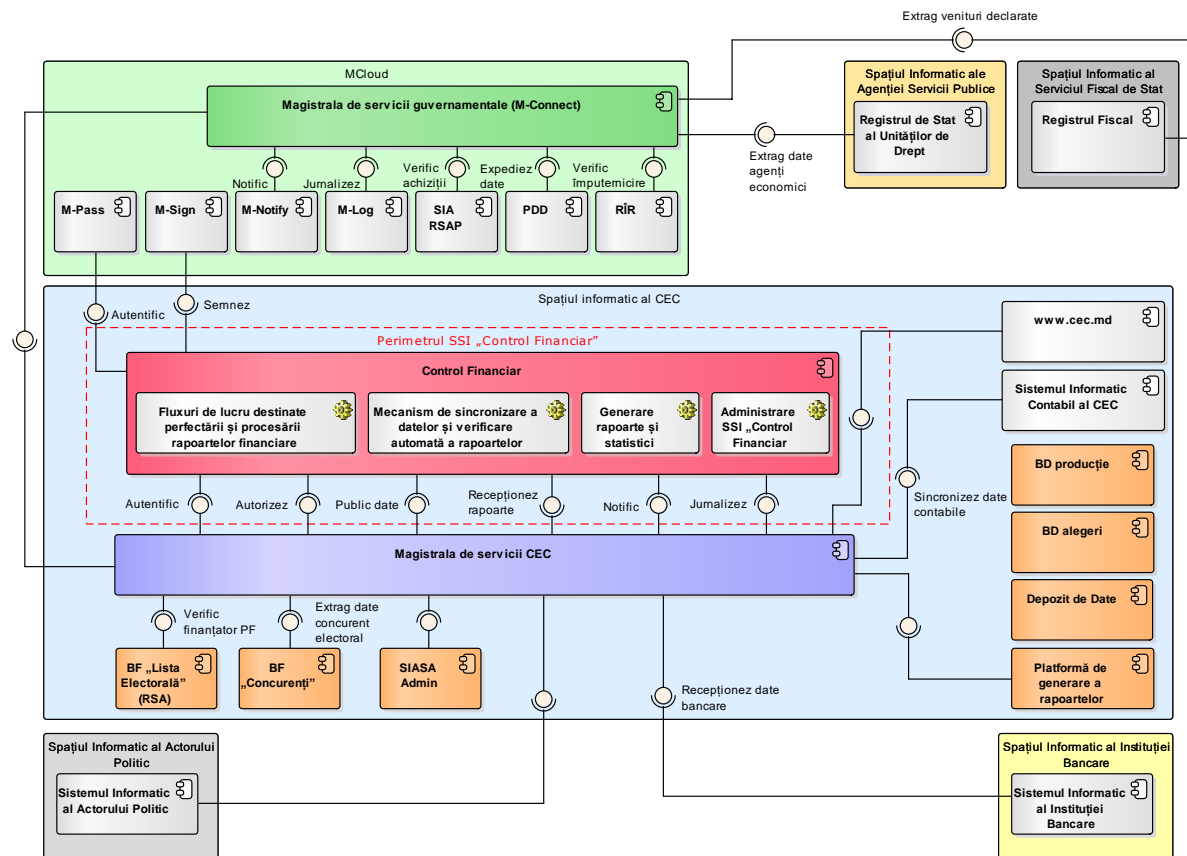 Extrag venituri declarate
MCloud
Magistrala de servicii guvernamentale (M-Connect)
Spațiul Informatic ale
Agenției Servicii Publice
Registrul de Stat
al Unităților de
Drept
Spațiul Informatic al
Serviciul Fiscal de Stat
Registrul Fiscal
Extrag date
agenți
economici
Notific
Jurnalizez
Verific
achiziții
Expediez
date
Verific
împuternicire
M-Pass
M-Sign
M-Notify
M-Log
SIA
RSAP
PDD
RÎR
Spațiul informatic al CEC
Autentific
Semnez
Perimetrul SSI „Control Financiar”
Control Financiar
Fluxuri de lucru destinate
perfectării și procesării
rapoartelor financiare
Mecanism de sincronizare a
datelor și verificare
automată a rapoartelor
Generare
rapoarte și
statistici
Administrare
SSI „Control
Financiar
www.cec.md
Sistemul Informatic
Contabil al CEC
BD producție
BD alegeri
Depozit de Date
Platformă de
generare a
rapoartelor
Autentific
Autorizez
Public date
Recepționez
rapoarte
Notific
Jurnalizez
Sincronizez date
contabile
Magistrala de servicii CEC
Verific
finanțator PF
Extrag date
concurent
electoral
BF „Lista
Electorală”
(RSA)
BF
„Concurenți”
SIASA
Admin
Recepționez date
bancare
Spațiul Informatic al Actorului
Politic
Sistemul Informatic
al Actorului Politic
Spațiul Informatic al Instituției
Bancare
Sistemul Informatic
al Instituției
Bancare